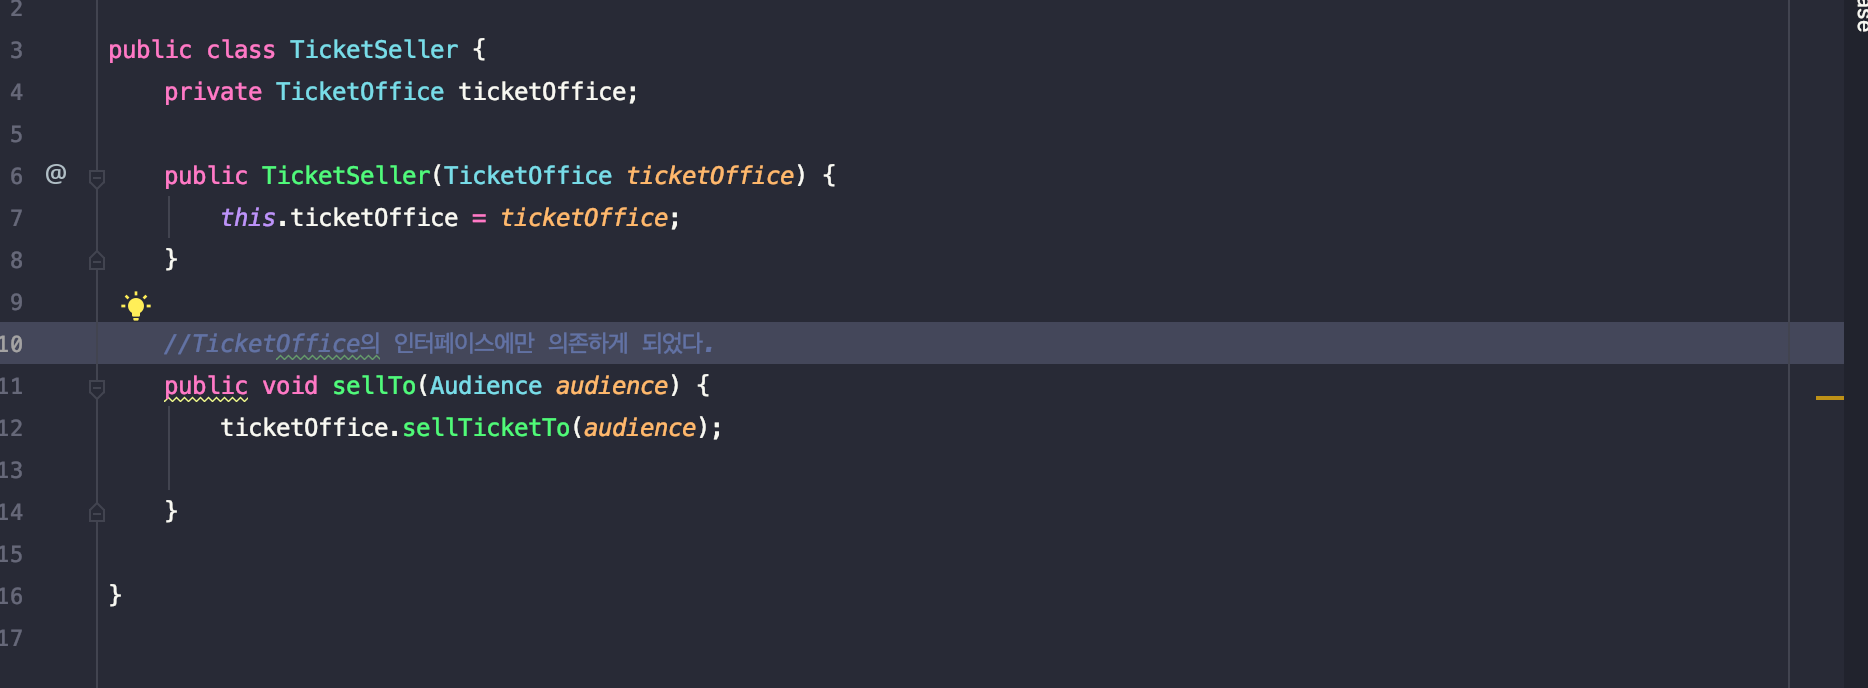 2
3 public class TicketSeller {
4 private TicketOffice ticketOffice;
5
6 @ public TicketSeller(TicketOffice ticketOffice) {
7 this.ticketOffice = ticketOffice;
8 }
9
10 //TicketOffice의 인터페이스에만 의존하게 되었다.
11 public void sellTo(Audience audience) {
12 ticketOffice.sellTicketTo(audience);
13
14 }
15
16 }
17